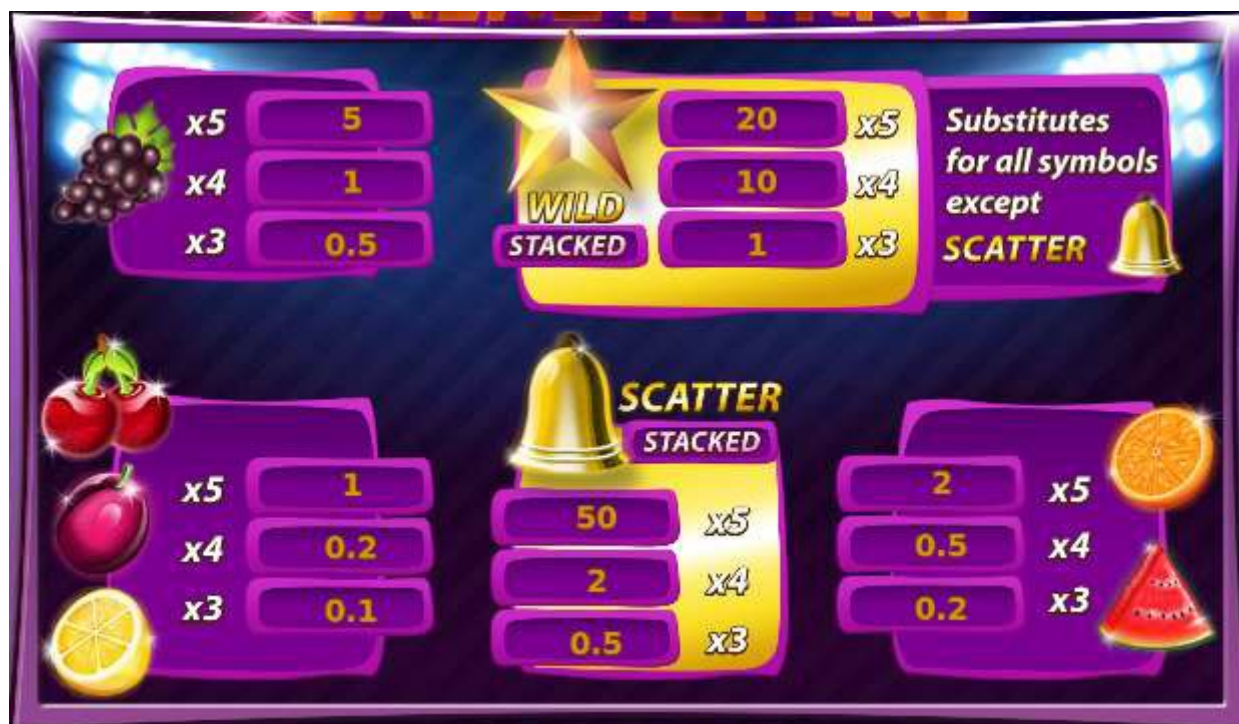 x5 5
x4 1
x3 0.5
WILD
STACKED
20 x5
10 x4
1 x3
Substitutes
for all symbols
except
SCATTER
x5 1
x4 0.2
x3 0.1
SCATTER
STACKED
50 x5
2 x4
0.5 x3
2 x5
0.5 x4
0.2 x3